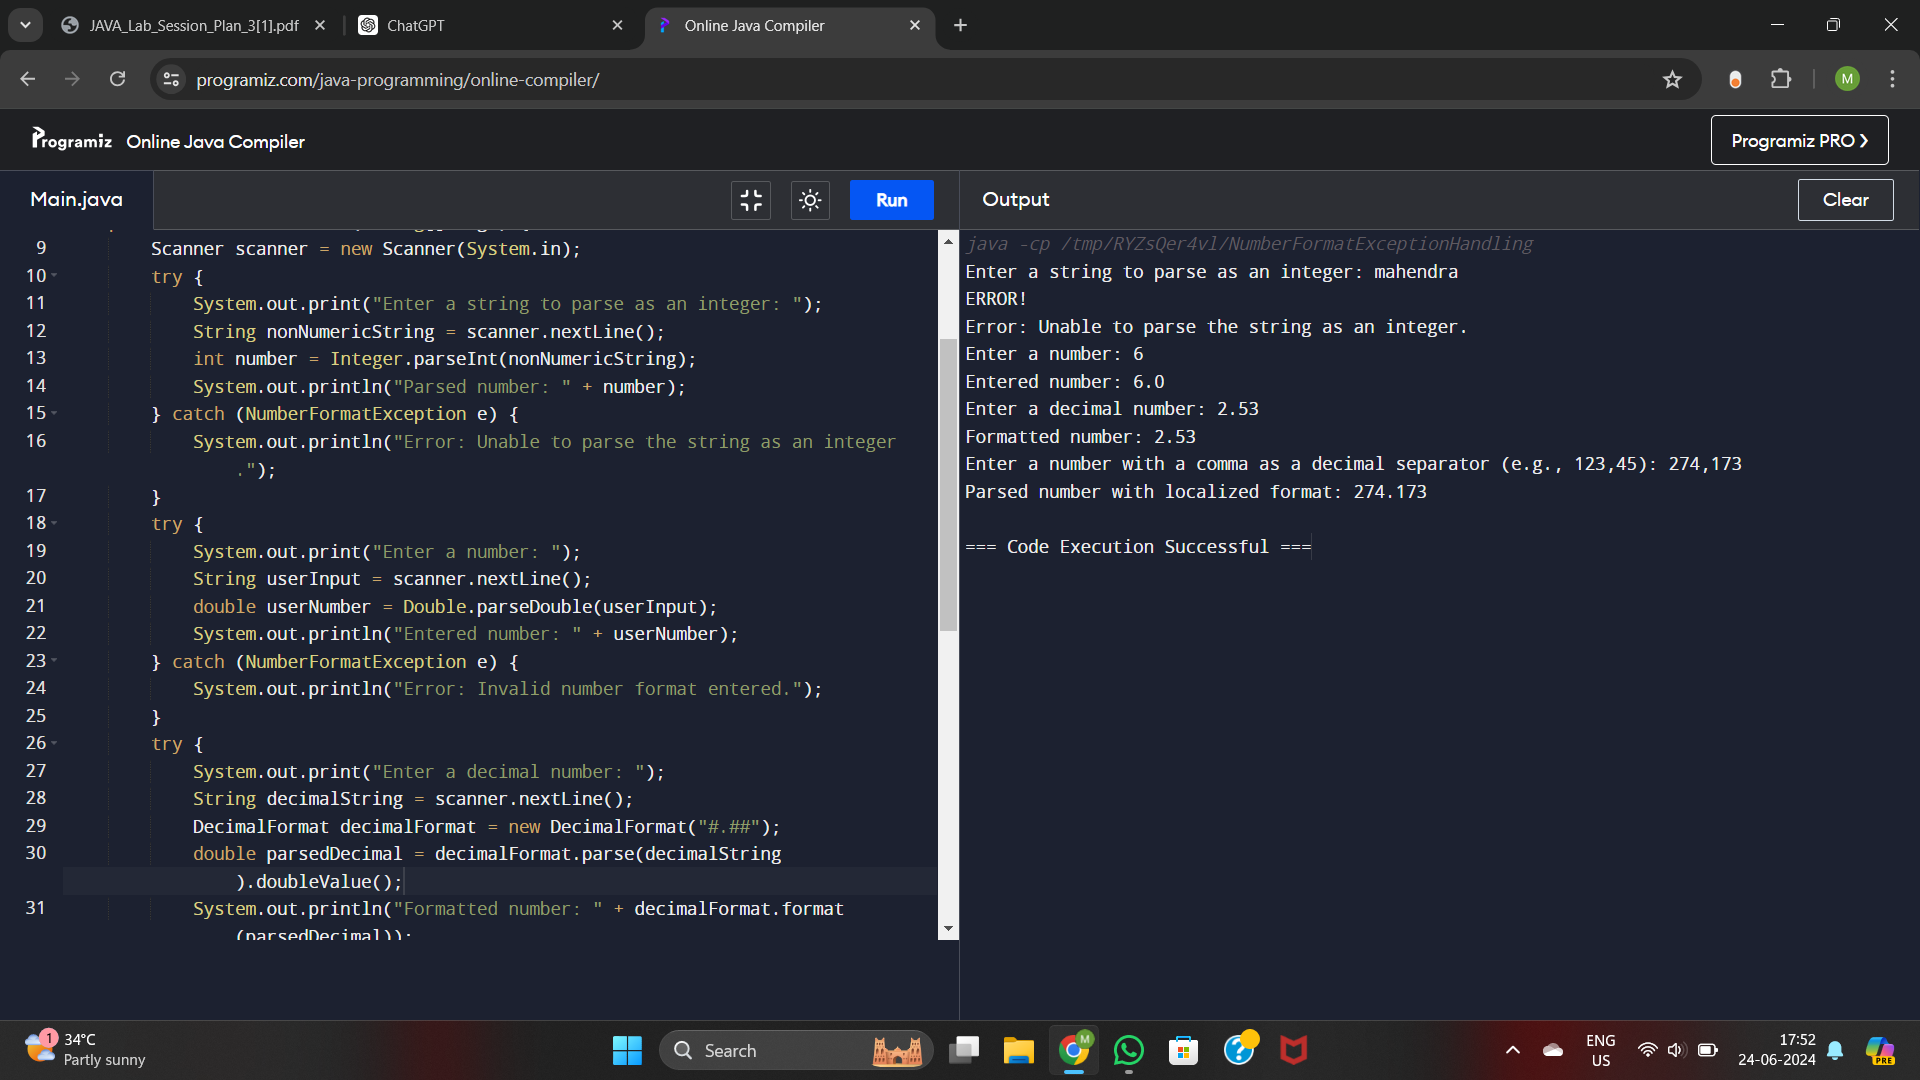 JAVA_Lab_Session_Plan_3[1].pdf
ChatGPT
Online Java Compiler
programiz.com/java-programming/online-compiler/
M
Programiz Online Java Compiler
Programiz PRO
Main.java
Run
Output
Clear
9 Scanner scanner = new Scanner(System.in);
10 try {
11 System.out.print("Enter a string to parse as an integer: ");
12 String nonNumericString = scanner.nextLine();
13 int number = Integer.parseInt(nonNumericString);
14 System.out.println("Parsed number: " + number);
15 } catch (NumberFormatException e) {
16 System.out.println("Error: Unable to parse the string as an integer
.");
17 }
18 try {
19 System.out.print("Enter a number: ");
20 String userInput = scanner.nextLine();
21 double userNumber = Double.parseDouble(userInput);
22 System.out.println("Entered number: " + userNumber);
23 } catch (NumberFormatException e) {
24 System.out.println("Error: Invalid number format entered.");
25 }
26 try {
27 System.out.print("Enter a decimal number: ");
28 String decimalString = scanner.nextLine();
29 DecimalFormat decimalFormat = new DecimalFormat("#.##");
30 double parsedDecimal = decimalFormat.parse(decimalString
).doubleValue();
31 System.out.println("Formatted number: " + decimalFormat.format
(parsedDecimal));
java -cp /tmp/RYZsQer4vl/NumberFormatExceptionHandling
Enter a string to parse as an integer: mahendra
ERROR!
Error: Unable to parse the string as an integer.
Enter a number: 6
Entered number: 6.0
Enter a decimal number: 2.53
Formatted number: 2.53
Enter a number with a comma as a decimal separator (e.g., 123,45): 274,173
Parsed number with localized format: 274.173
=== Code Execution Successful ===
1
34°C
Partly sunny
Search
M
ENG
US
17:52
24-06-2024
PRE